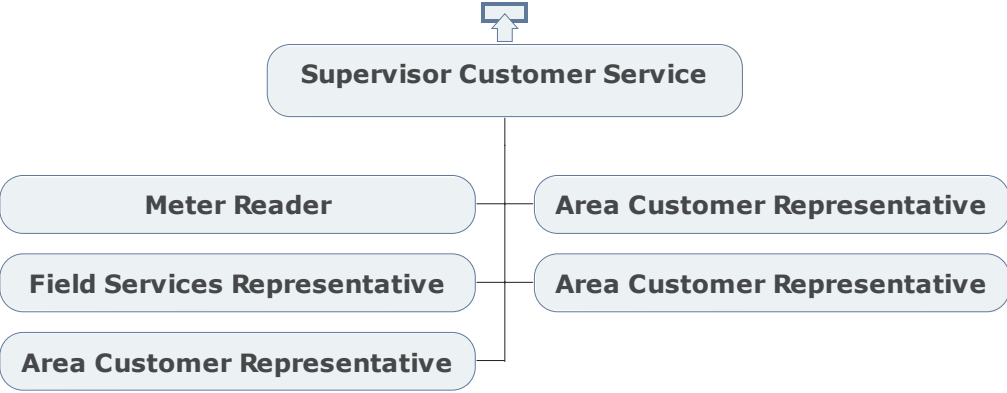 Supervisor Customer Service
Meter Reader
Area Customer Representative
Field Services Representative
Area Customer Representative
Area Customer Representative